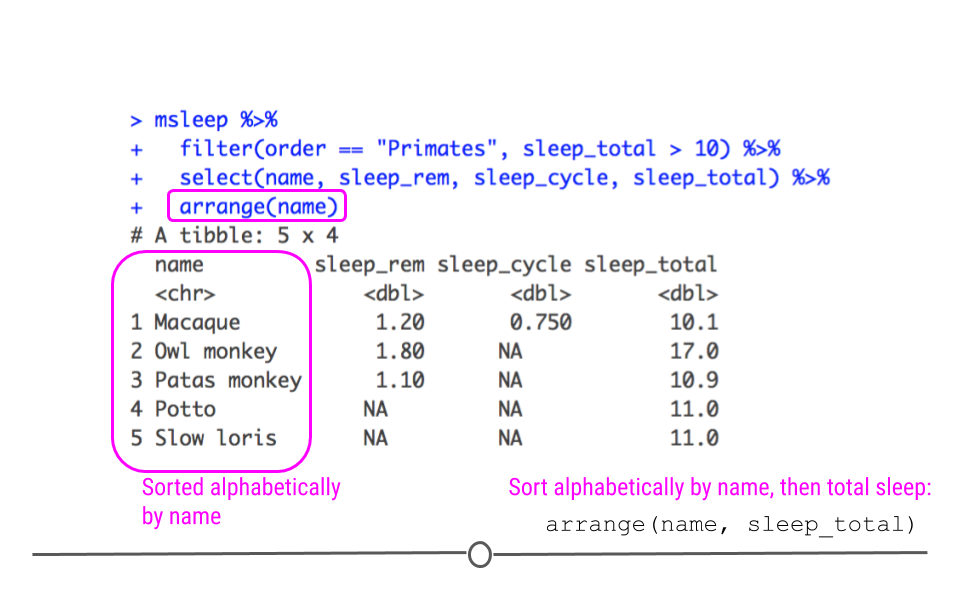 > msleep %>%
+   filter(order == "Primates", sleep_total > 10) %>%
+   select(name, sleep_rem, sleep_cycle, sleep_total) %>%
+   arrange(name)
# A tibble: 5 x 4
  name         sleep_rem sleep_cycle sleep_total
  <chr>            <dbl>       <dbl>       <dbl>
1 Macaque           1.20       0.750        10.1
2 Owl monkey        1.80      NA            17.0
3 Patas monkey      1.10      NA            10.9
4 Potto            NA         NA            11.0
5 Slow loris       NA         NA            11.0
Sorted alphabetically
by name
Sort alphabetically by name, then total sleep:
arrange(name, sleep_total)